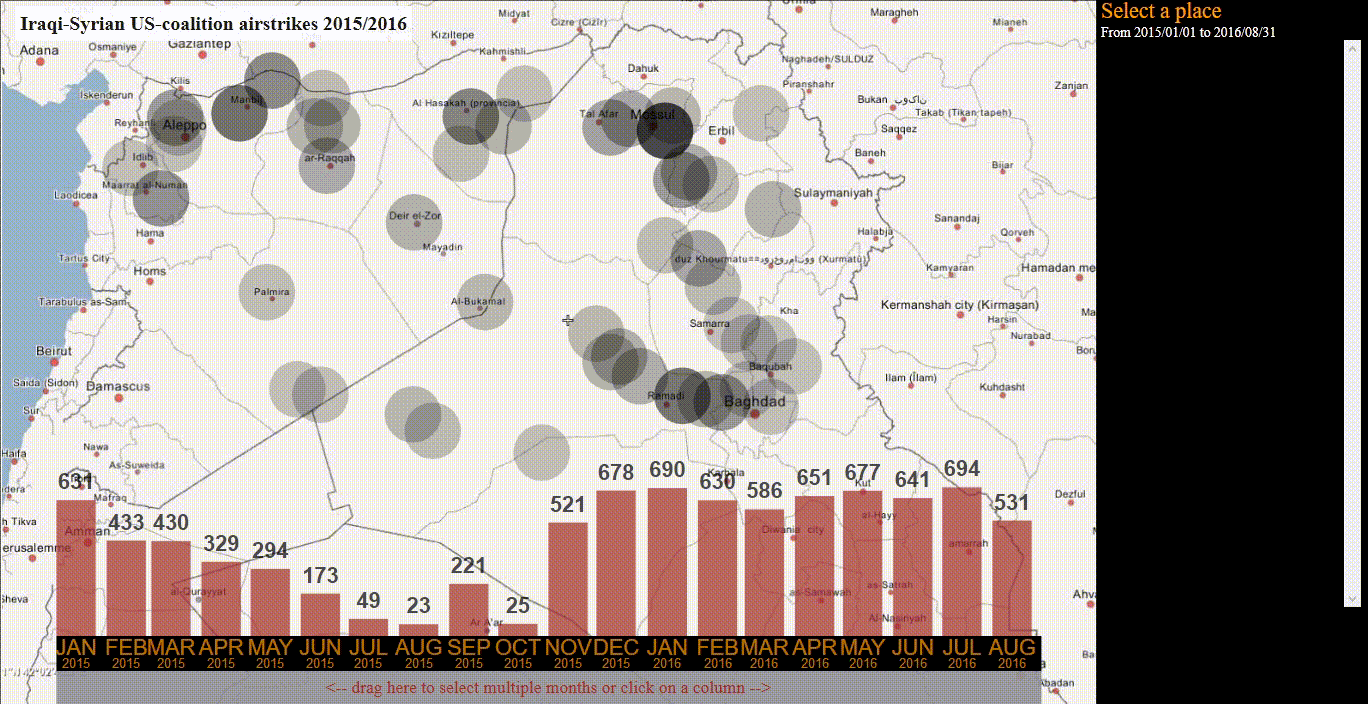 Iraqi-Syrian US-coalition airstrikes 2015/2016
Select a place
From 2015/01/01 to 2016/08/31
Midyat
Cizre (Cizîr)
Maragheh
Mianeh
Adana
Osmaniye
Gaziantep
Kızıltepe
Kahmishli
Naghadeh/SULDUZ
Dahuk
Piranshahr
Zanjan
Iskenderun
Kilis
Manbij
Al Hasakah (provincia)
Tal Afar
Mossul
Bukan
Takab (Tikan tepeh)
Reyhanlı
Aleppo
Erbil
Saqqez
Baneh
Idlib
ar-Raqqah
Bijar
Maarrat al-Numan
Laodicea
Sulaymaniyah
Deir el-Zor
Sanandaj
Hama
Halabja
Qorveh
Mayadin
Tartus City
duz Khourmatu==
(Xurmatû)
Homs
Kamyaran
Hamadan me
Palmira
Al-Bukamal
Tarabulus as-Sam
Kermanshah city (Kirmaşan)
Kha
Samarra
Harsin
Nurabad
Beirut
Baqubah
Saida (Sidon)
Damascus
Ilam (Îlam)
Kuhdasht
Sur
Ramadi
Baghdad
Nawa
Haifa
As-Suweida
Karbala
Kut
Mafraq
Dezful
h Tikva
Amman
Diwania city
al-Hayy
erusalemme
amarrah
al-Qurayyat
as-Samawah
as-Satrah
Sheva
Ahva
Ar A'ar
Al-Nasiriyah
Abadan
631
433
430
329
294
173
49
23
221
25
521
678
690
630
586
651
677
641
694
531
JAN FEB MAR APR MAY JUN JUL AUG SEP OCT NOV DEC JAN FEB MAR APR MAY JUN JUL AUG
2015 2015 2015 2015 2015 2015 2015 2015 2015 2015 2015 2015 2016 2016 2016 2016 2016 2016 2016 2016
<-- drag here to select multiple months or click on a column -->